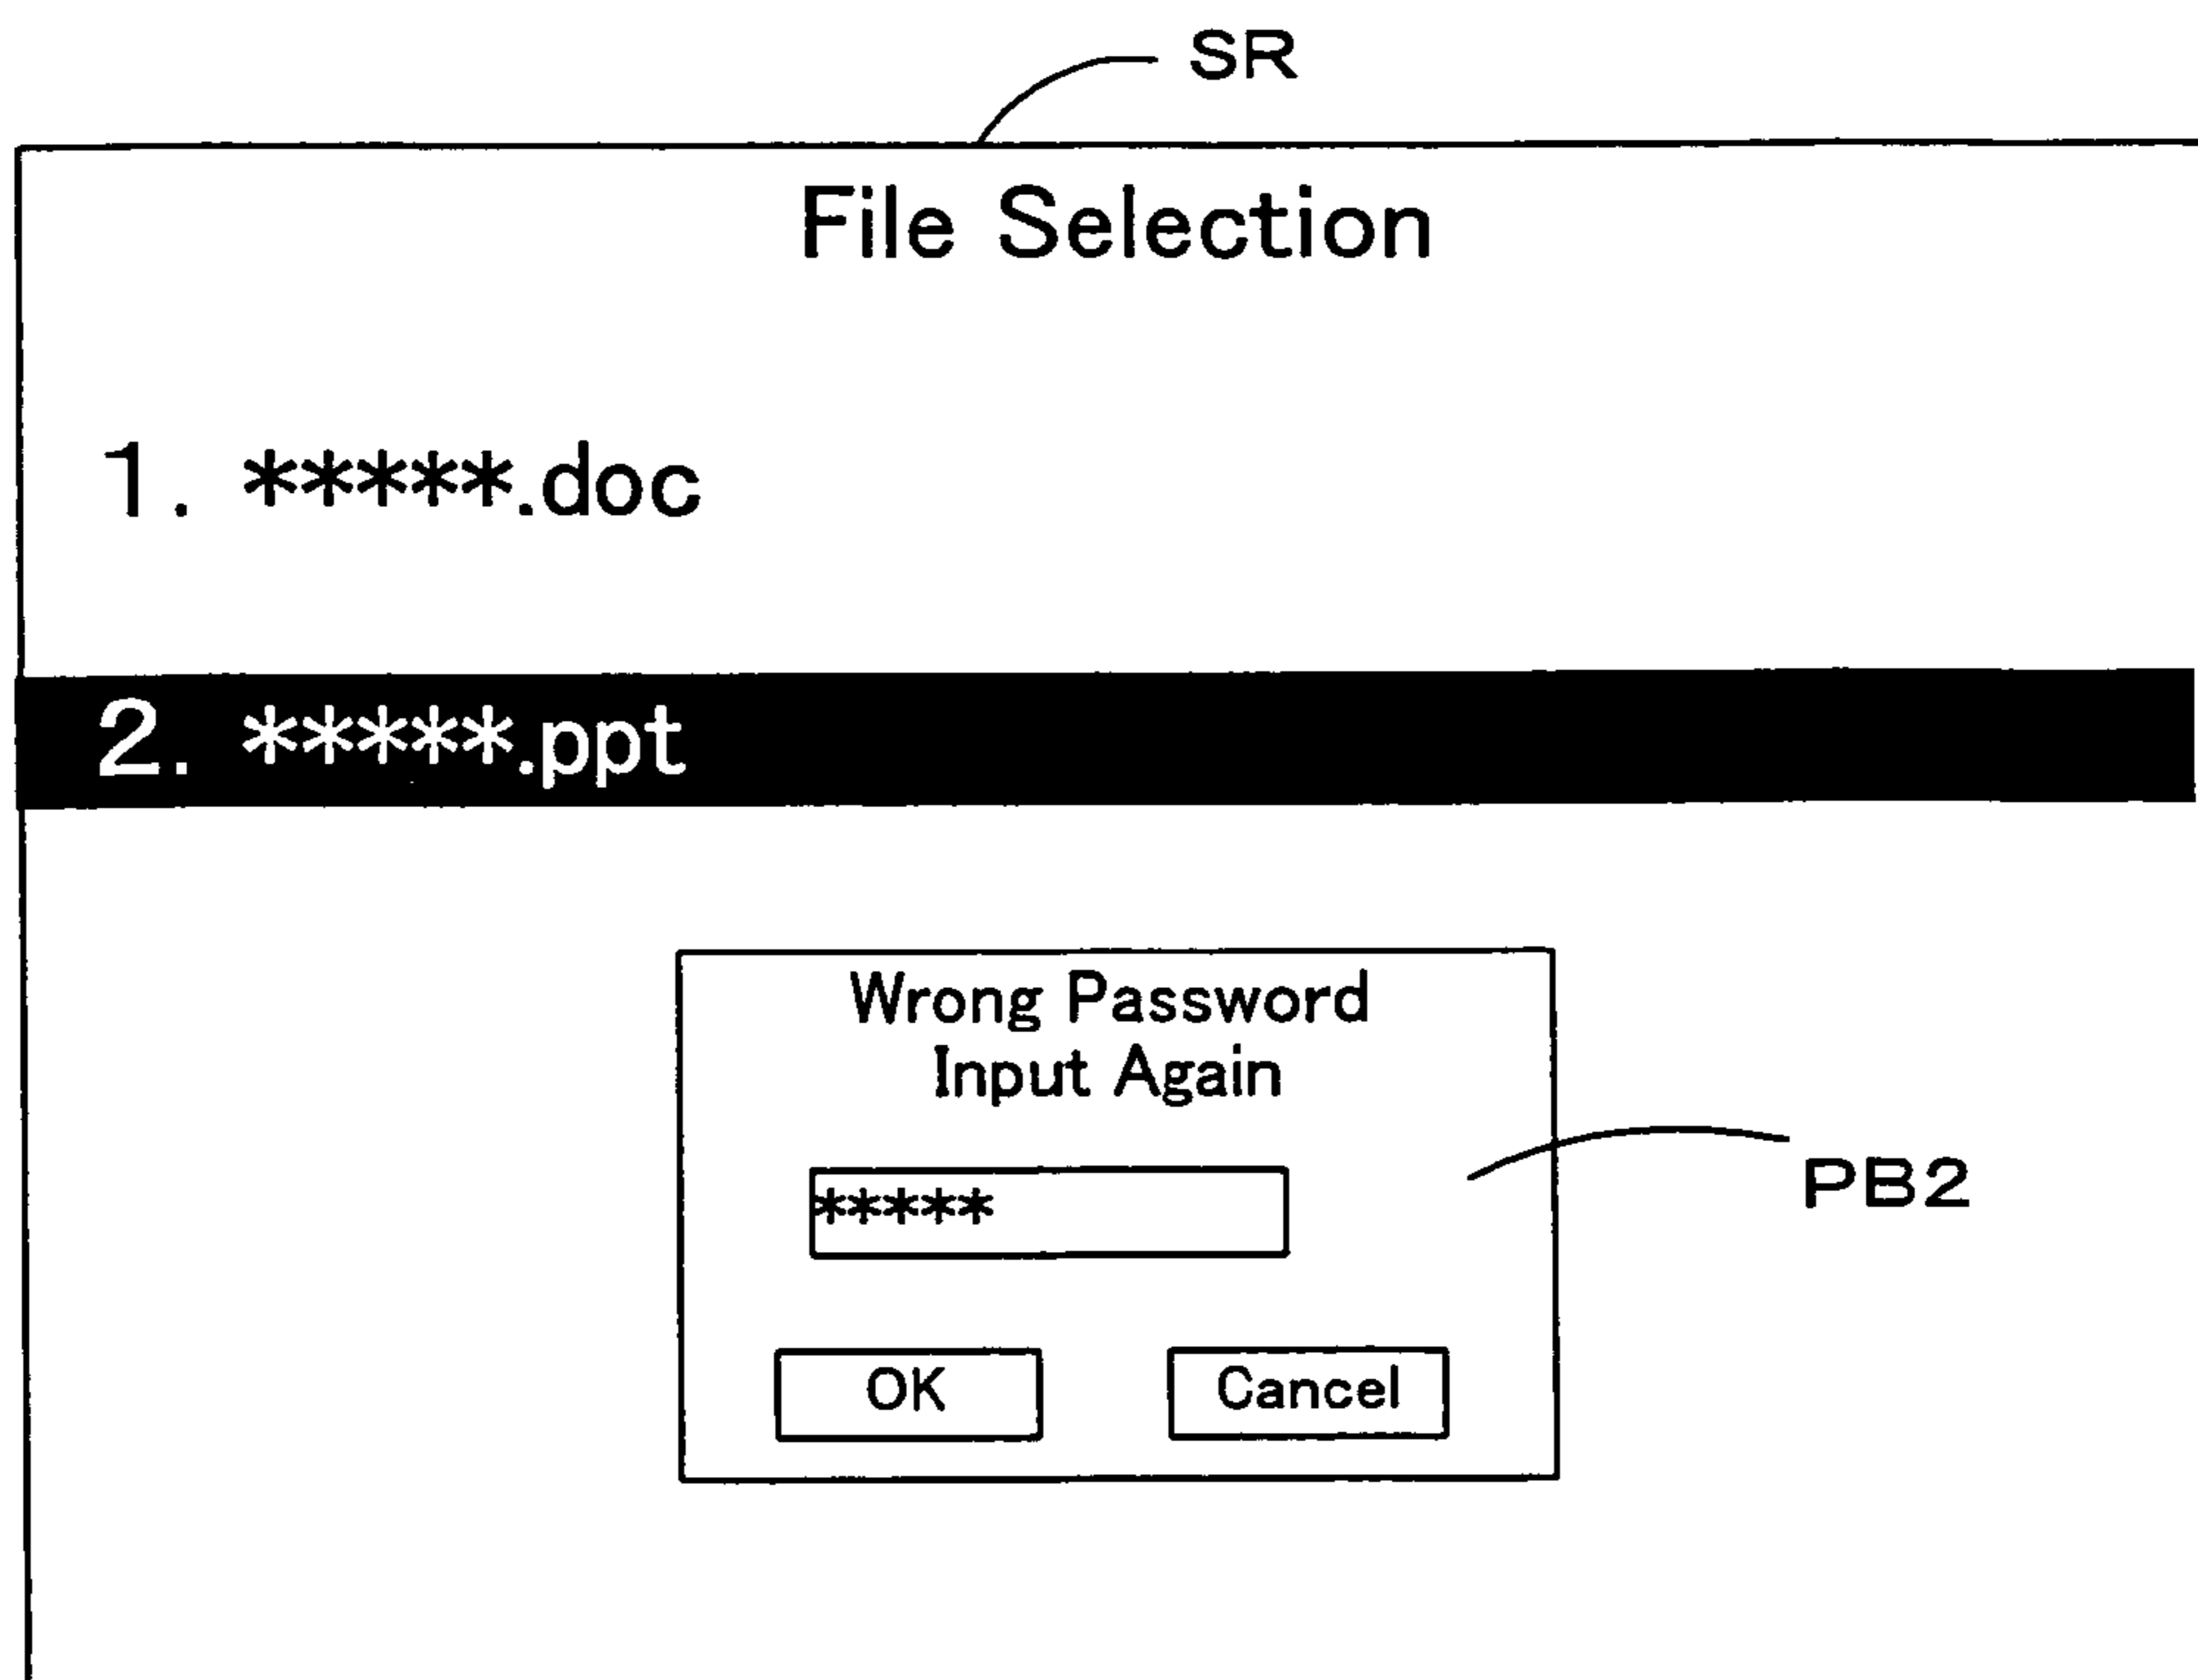 SR
File Selection
1. *****.doc
2. *****.ppt
Wrong Password
Input Again
*****
PB2
OK
Cancel